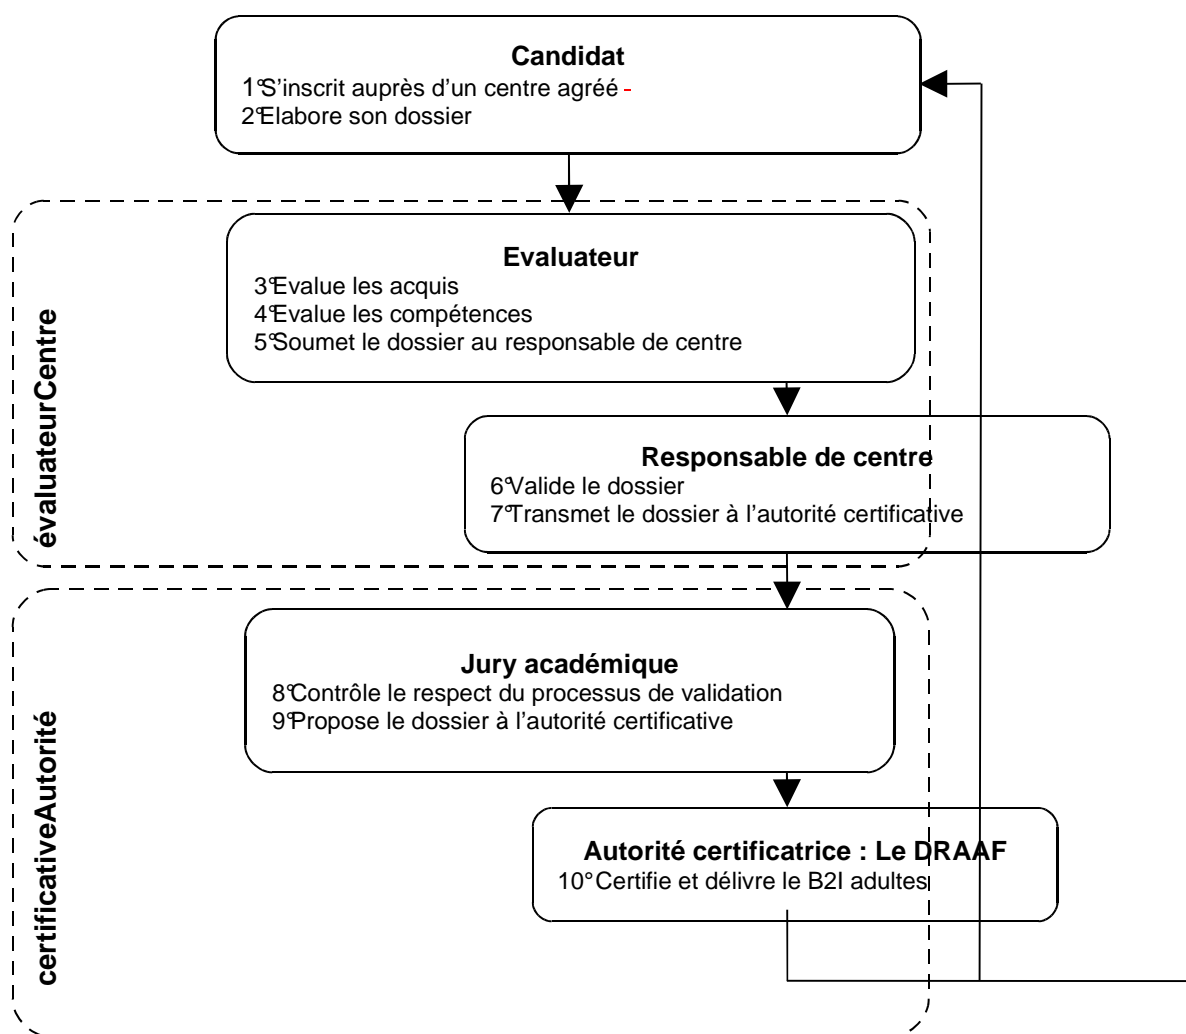 Candidat
1°S’inscrit auprès d’un centre agréé -
2°Elabore son dossier
Evaluateur
3°Evalue les acquis
4°Evalue les compétences
5°Soumet le dossier au responsable de centre
évaluateurCentre
Responsable de centre
6°Valide le dossier
7°Transmet le dossier à l’autorité certificative
Jury académique
8°Contrôle le respect du processus de validation
9°Propose le dossier à l’autorité certificative
certificativeAutorité
Autorité certificatrice : Le DRAAF
10° Certifie et délivre le B2I adultes